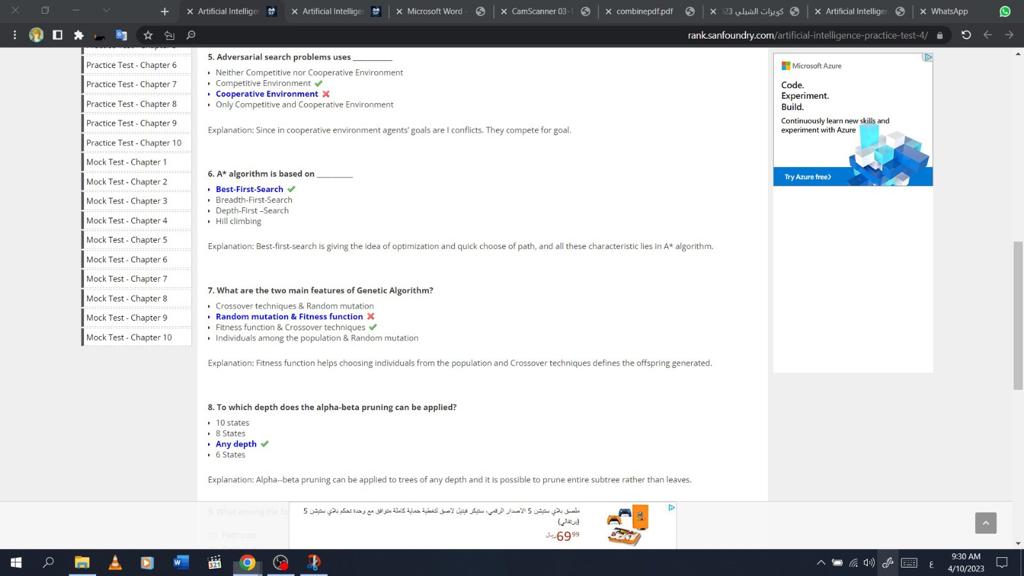 Artificial Intellige
Artificial Intellige
Microsoft Word -
CamScanner 03-
combinepdf.pdf
كويزات الشيلي 23
Artificial Intellige
WhatsApp
rank.sanfoundry.com/artificial-intelligence-practice-test-4/
Practice Test - Chapter 6
Practice Test - Chapter 7
Practice Test - Chapter 8
Practice Test - Chapter 9
Practice Test - Chapter 10
Mock Test - Chapter 1
Mock Test - Chapter 2
Mock Test - Chapter 3
Mock Test - Chapter 4
Mock Test - Chapter 5
Mock Test - Chapter 6
Mock Test - Chapter 7
Mock Test - Chapter 8
Mock Test - Chapter 9
Mock Test - Chapter 10
5. Adversarial search problems uses __________
Neither Competitive nor Cooperative Environment
Competitive Environment
Cooperative Environment
Only Competitive and Cooperative Environment
Explanation: Since in cooperative environment agents' goals are I conflicts. They compete for goal.
6. A* algorithm is based on _________
Best-First-Search
Breadth-First-Search
Depth-First –Search
Hill climbing
Explanation: Best-first-search is giving the idea of optimization and quick choose of path, and all these characteristic lies in A* algorithm.
7. What are the two main features of Genetic Algorithm?
Crossover techniques & Random mutation
Random mutation & Fitness function
Fitness function & Crossover techniques
Individuals among the population & Random mutation
Explanation: Fitness function helps choosing individuals from the population and Crossover techniques defines the offspring generated.
8. To which depth does the alpha-beta pruning can be applied?
10 states
8 States
Any depth
6 States
Explanation: Alpha–beta pruning can be applied to trees of any depth and it is possible to prune entire subtree rather than leaves.
Microsoft Azure
Code.
Experiment.
Build.
Continuously learn new skills and
experiment with Azure
Try Azure free>
ملصق بلاي ستيشن 5 الاصدار الرقمي، ستيكر فينيل لاصق لتغطية حماية كاملة متوافق مع وحدة تحكم بلاي ستيشن 5
(برتقالي)
69⁹⁹ ريال
9:30 AM
4/10/2023
ع